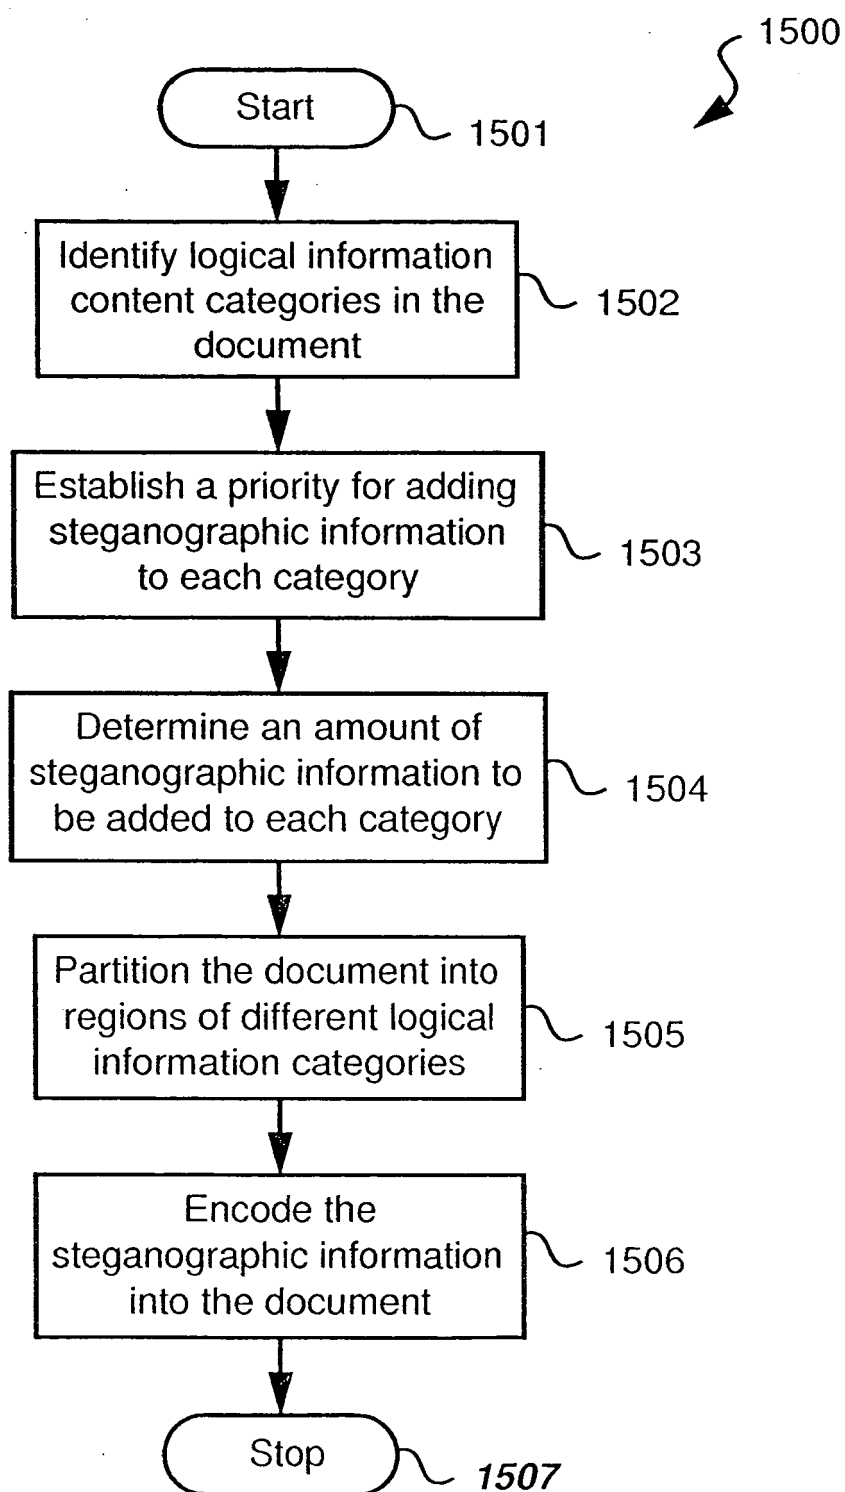 1500
Start
1501
Identify logical information
content categories in the
document
1502
Establish a priority for adding
steganographic information
to each category
1503
Determine an amount of
steganographic information to
be added to each category
1504
Partition the document into
regions of different logical
information categories
1505
Encode the
steganographic information
into the document
1506
Stop
1507